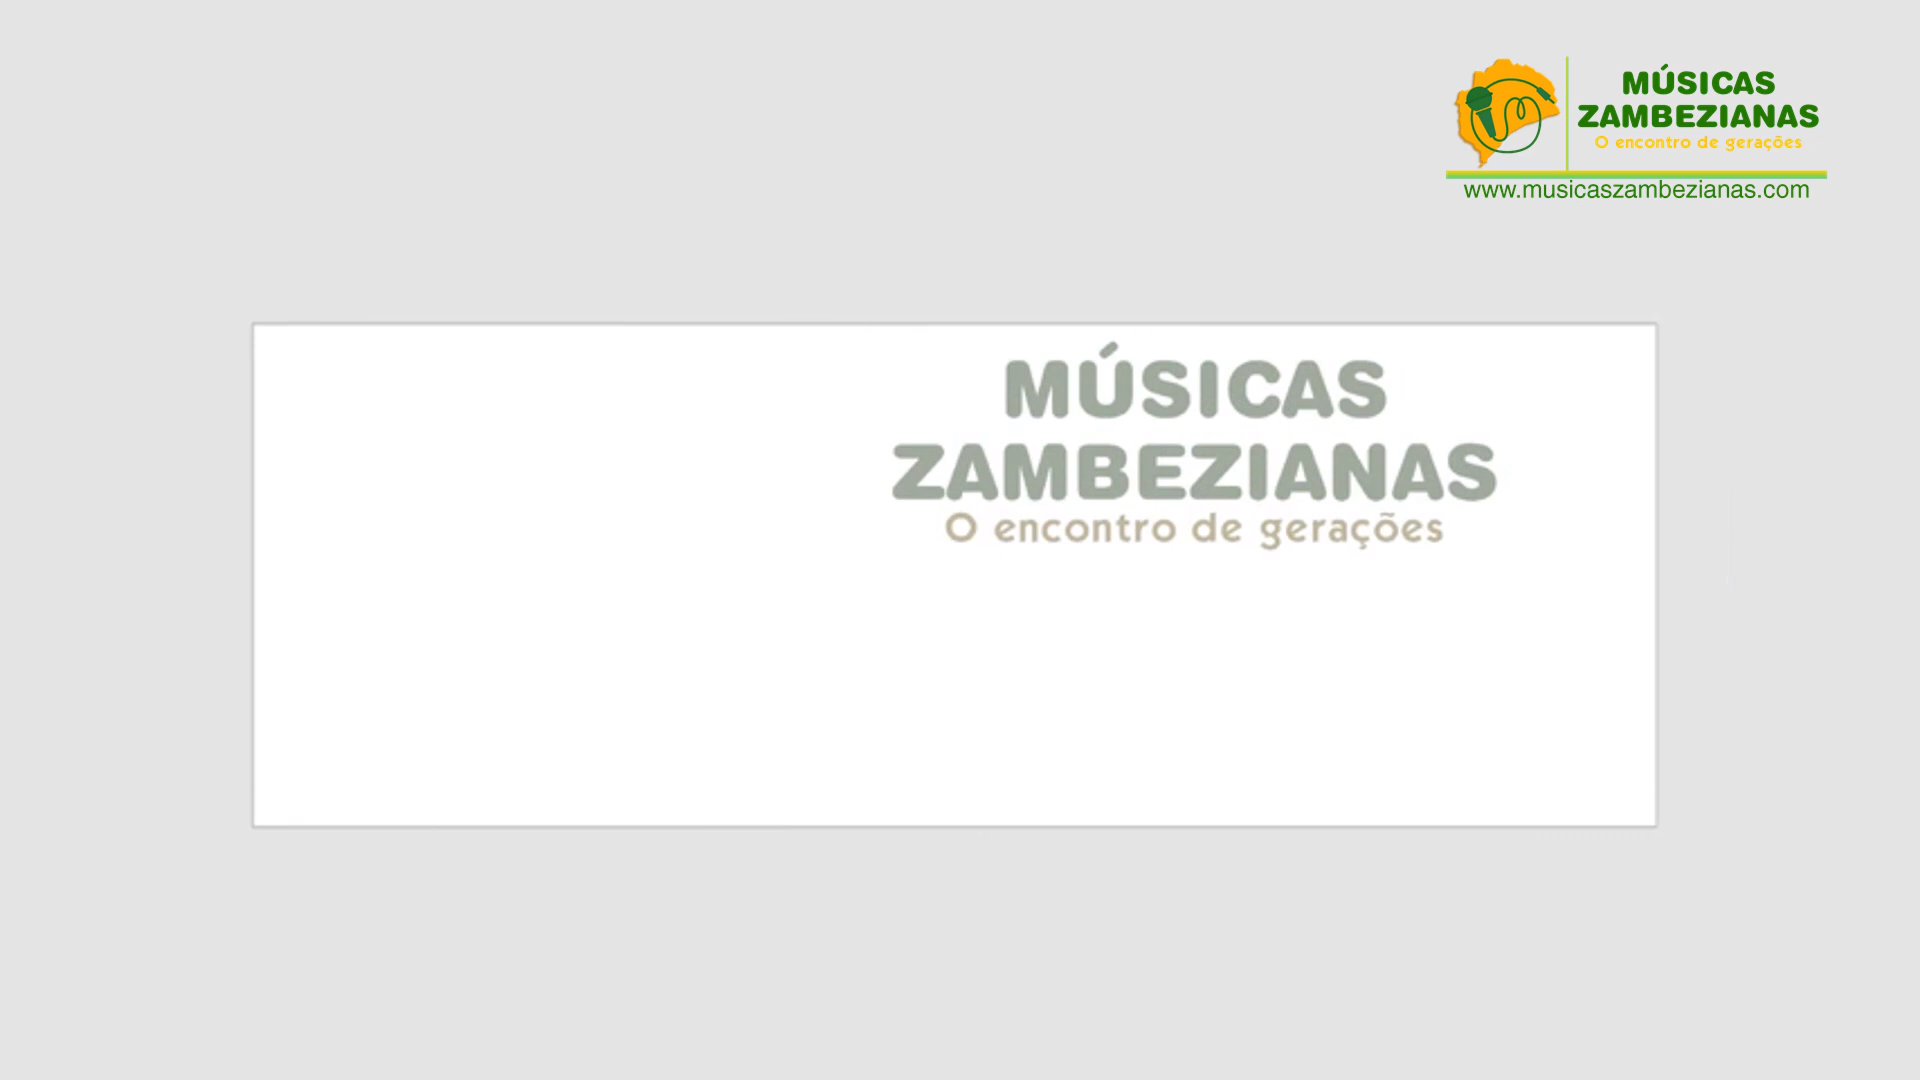 MÚSICAS
ZAMBEZIANAS
O encontro de gerações
www.musicaszambezianas.com
MÚSICAS
ZAMBEZIANAS
O encontro de gerações